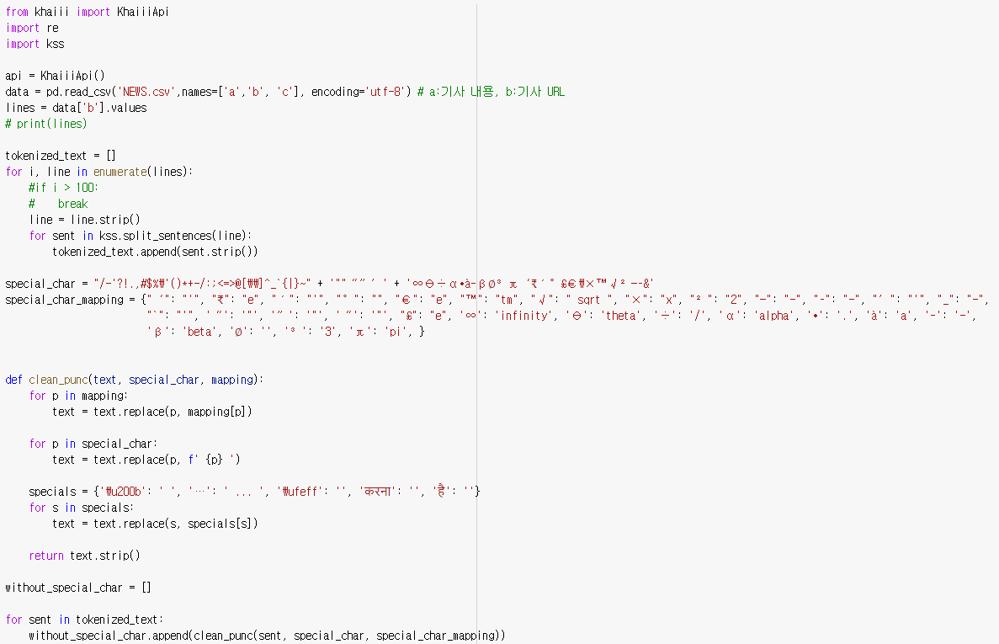 from khaiii import KhaiiiApi
import re
import kss
api = KhaiiiApi()
data = pd.read_csv('NEWS.csv',names=['a','b', 'c'], encoding='utf-8') # a:기사 내용, b:기사 URL
lines = data['b'].values
# print(lines)
tokenized_text = []
for i, line in enumerate(lines):
    #if i > 100:
    #    break
    line = line.strip()
    for sent in kss.split_sentences(line):
        tokenized_text.append(sent.strip())
special_char = "/-'?!.,#$%₩'()*+-/:;<=>@[₩₩]^_`{|}~" + '""“”’' + '∞θ÷α•à−β∅³π‘₹´°£€₩×™√²—–&'
special_char_mapping = {"‘": "'", "₹": "e", "´": "'", "°": "", "€": "e", "™": "tm", "√": " sqrt ", "×": "x", "²": "2", "—": "-", "–": "-", "’": "'", "_": "-",
                        "`": "'", '“': '"', '”': '"', '“': '"', "£": "e", '∞': 'infinity', 'θ': 'theta', '÷': '/', 'α': 'alpha', '•': '.', 'à': 'a', '−': '-',
                        'β': 'beta', '∅': '', '³': '3', 'π': 'pi', }
def clean_punc(text, special_char, mapping):
    for p in mapping:
        text = text.replace(p, mapping[p])
    for p in special_char:
        text = text.replace(p, f' {p} ')
    specials = {'₩u200b': ' ', '…': ' ... ', '₩ufeff': '', 'करना': '', 'है': ''}
    for s in specials:
        text = text.replace(s, specials[s])
    return text.strip()
without_special_char = []
for sent in tokenized_text:
    without_special_char.append(clean_punc(sent, special_char, special_char_mapping))